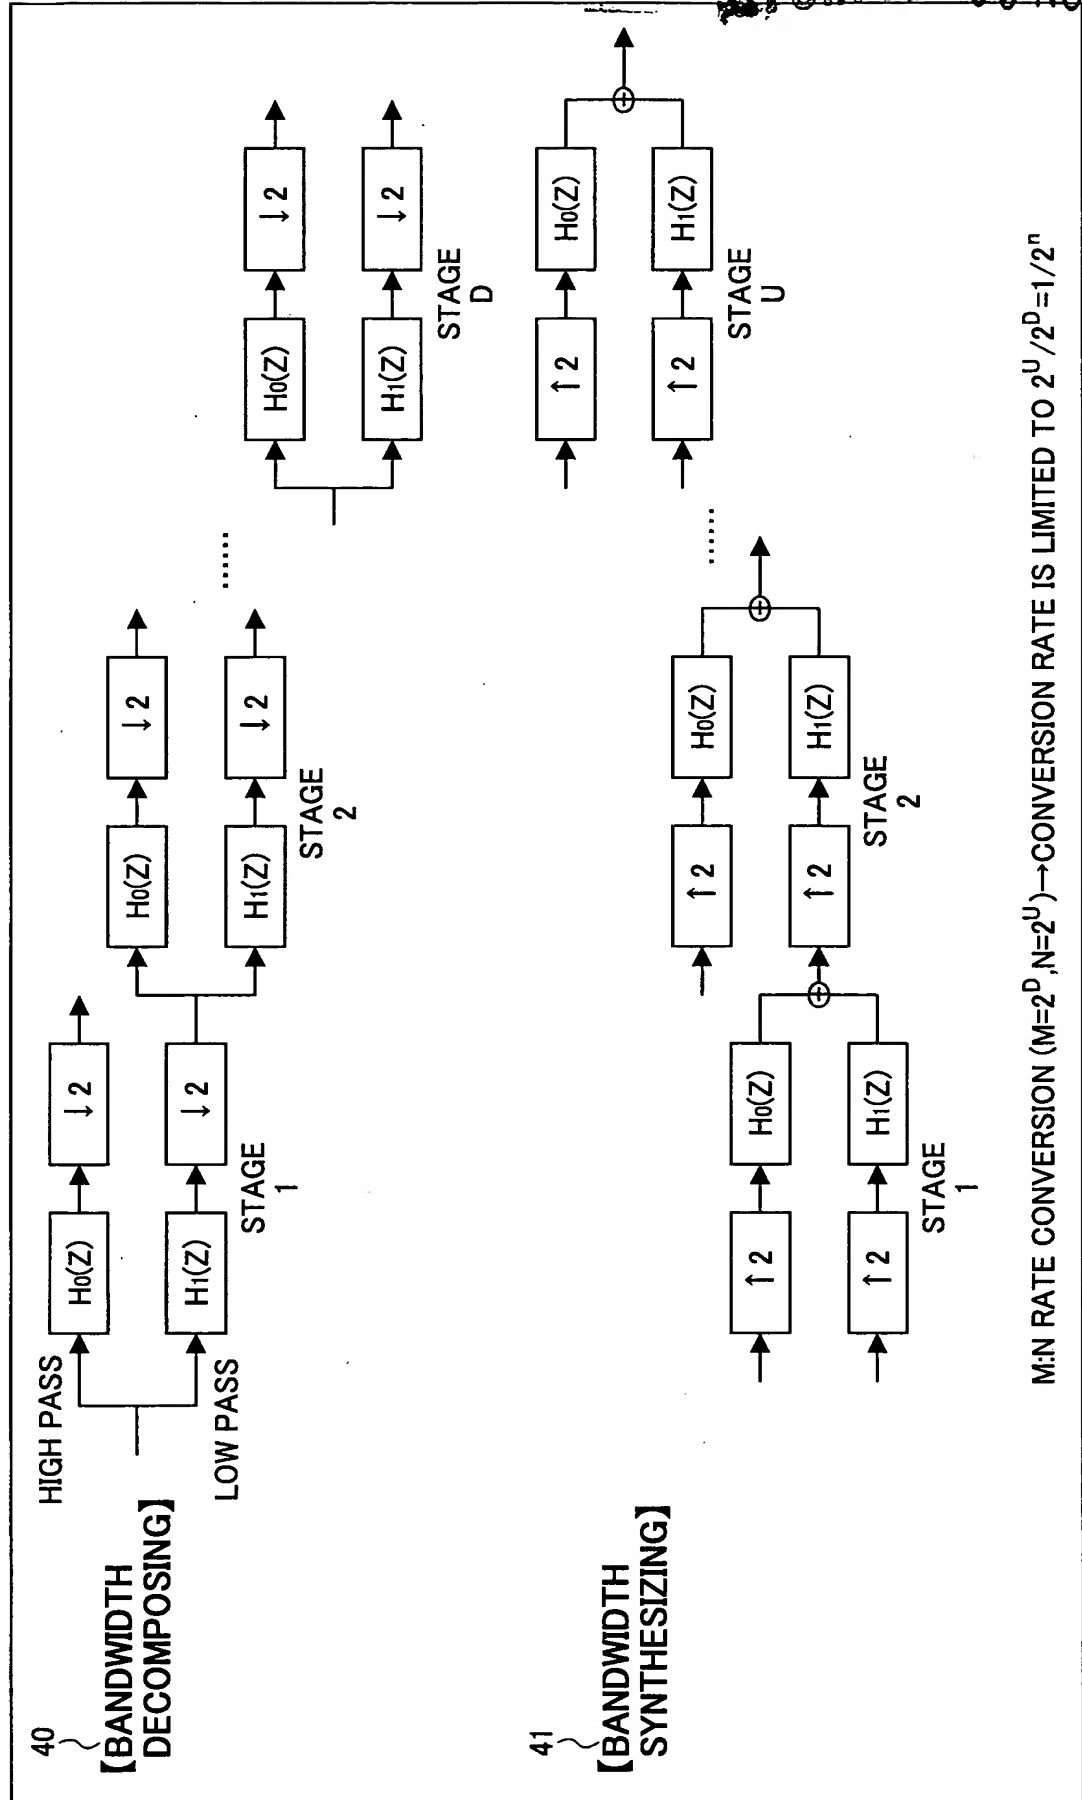 40
【BANDWIDTH
DECOMPOSING】
HIGH PASS
LOW PASS
H0(Z)
↓2
H1(Z)
↓2
STAGE
1
H0(Z)
↓2
H1(Z)
↓2
STAGE
2
......
H0(Z)
↓2
H1(Z)
↓2
STAGE
D
41
【BANDWIDTH
SYNTHESIZING】
↑2
H0(Z)
↑2
H1(Z)
STAGE
1
↑2
H0(Z)
↑2
H1(Z)
STAGE
2
......
↑2
H0(Z)
↑2
H1(Z)
STAGE
U
M:N RATE CONVERSION (M=2^D,N=2^U)→CONVERSION RATE IS LIMITED TO 2^U/2^D=1/2^n